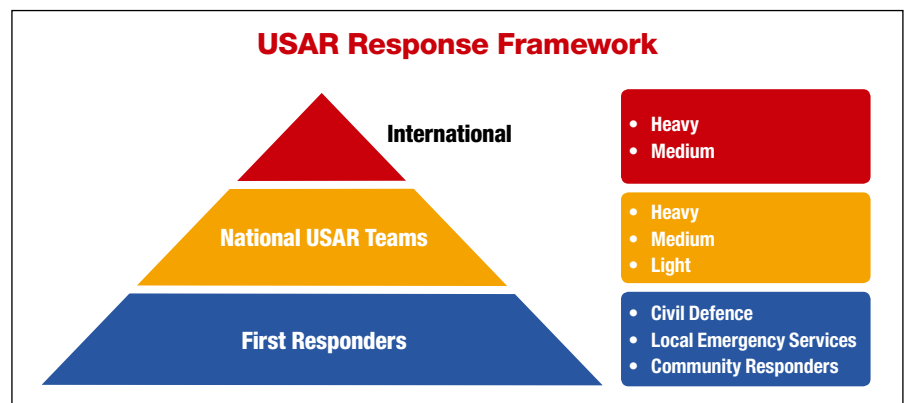 USAR Response Framework
International
• Heavy
• Medium
National USAR Teams
• Heavy
• Medium
• Light
First Responders
• Civil Defence
• Local Emergency Services
• Community Responders